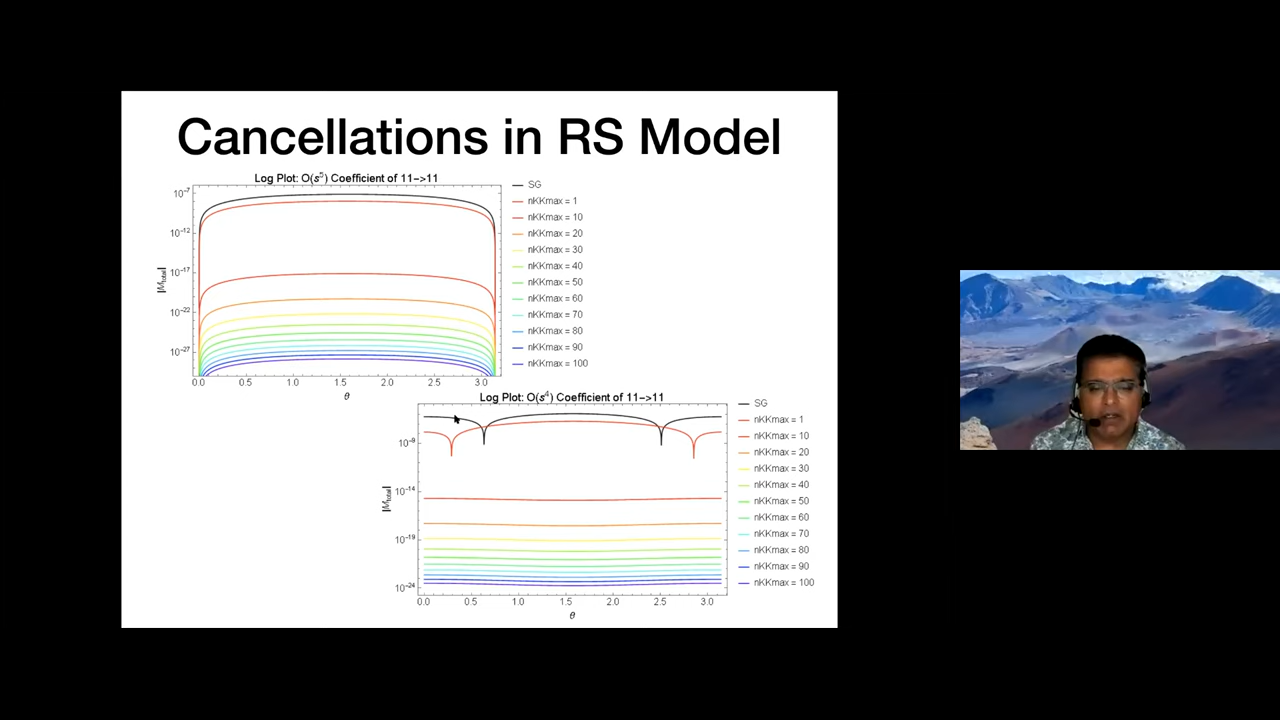 Cancellations in RS Model
Log Plot: O(s⁵) Coefficient of 11->11
|M_total|
10⁻⁷
10⁻¹²
10⁻¹⁷
10⁻²²
10⁻²⁷
0.0 0.5 1.0 1.5 2.0 2.5 3.0
θ
SG
nKKmax = 1
nKKmax = 10
nKKmax = 20
nKKmax = 30
nKKmax = 40
nKKmax = 50
nKKmax = 60
nKKmax = 70
nKKmax = 80
nKKmax = 90
nKKmax = 100
Log Plot: O(s⁴) Coefficient of 11->11
|M_total|
10⁻⁹
10⁻¹⁴
10⁻¹⁹
10⁻²⁴
0.0 0.5 1.0 1.5 2.0 2.5 3.0
θ
SG
nKKmax = 1
nKKmax = 10
nKKmax = 20
nKKmax = 30
nKKmax = 40
nKKmax = 50
nKKmax = 60
nKKmax = 70
nKKmax = 80
nKKmax = 90
nKKmax = 100